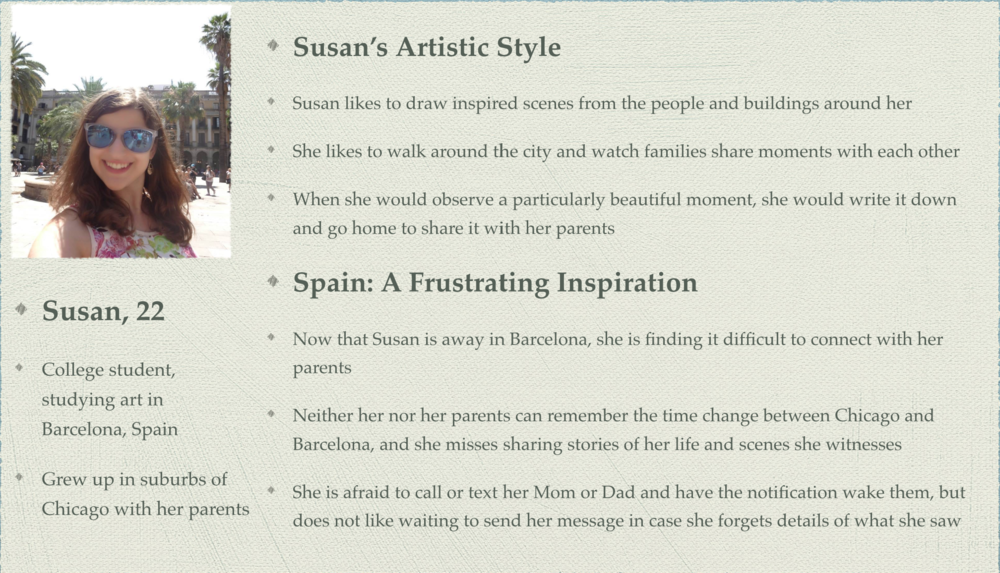 Susan, 22
College student,
studying art in
Barcelona, Spain
Grew up in suburbs of
Chicago with her parents
Susan's Artistic Style
Susan likes to draw inspired scenes from the people and buildings around her
She likes to walk around the city and watch families share moments with each other
When she would observe a particularly beautiful moment, she would write it down
and go home to share it with her parents
Spain: A Frustrating Inspiration
Now that Susan is away in Barcelona, she is finding it difficult to connect with her
parents
Neither her nor her parents can remember the time change between Chicago and
Barcelona, and she misses sharing stories of her life and scenes she witnesses
She is afraid to call or text her Mom or Dad and have the notification wake them, but
does not like waiting to send her message in case she forgets details of what she saw